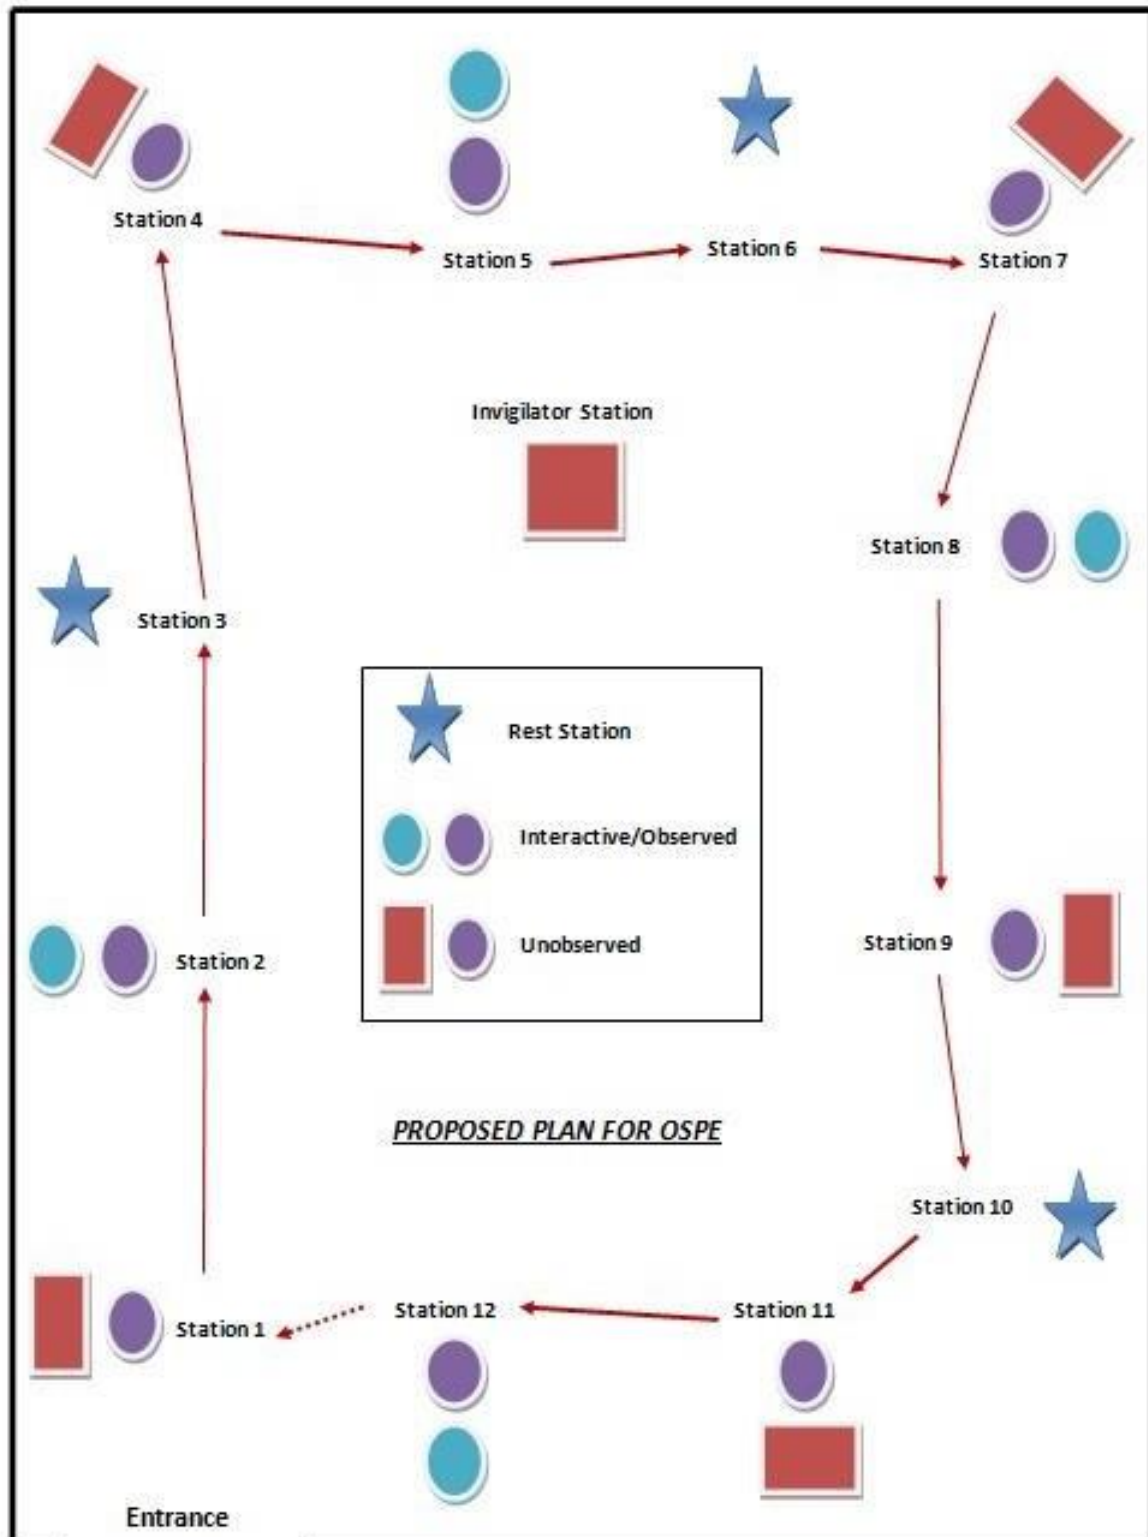 Station 4
Station 5
Station 6
Station 7
Invigilator Station
Station 8
Station 3
Rest Station
Interactive/Observed
Unobserved
Station 2
Station 9
PROPOSED PLAN FOR OSPE
Station 10
Station 1
Station 12
Station 11
Entrance